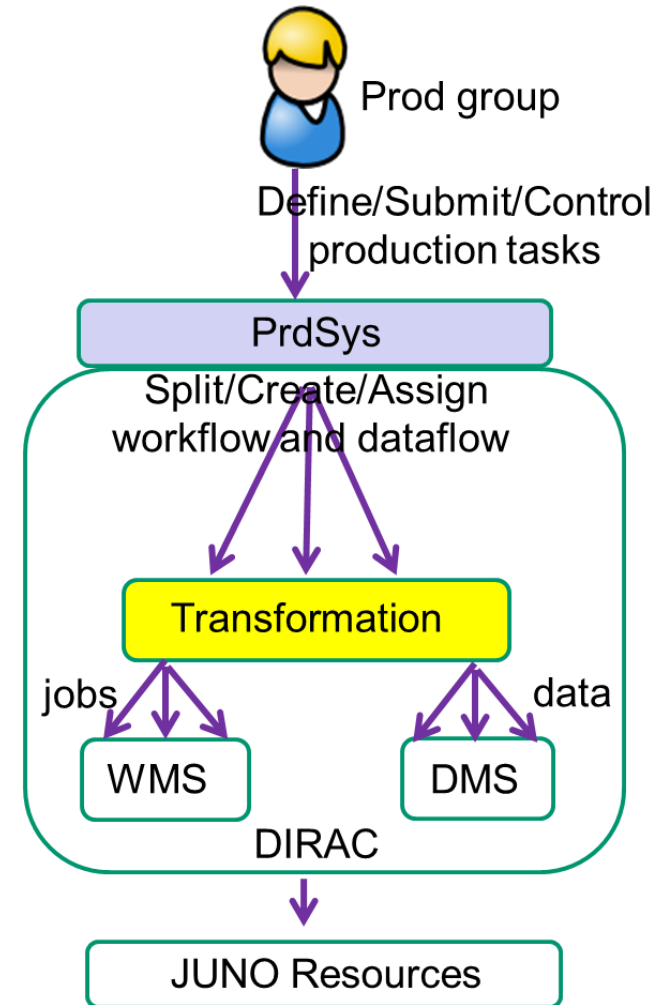 Prod group
Define/Submit/Control
production tasks
PrdSys
Split/Create/Assign
workflow and dataflow
Transformation
jobs
data
WMS
DMS
DIRAC
JUNO Resources